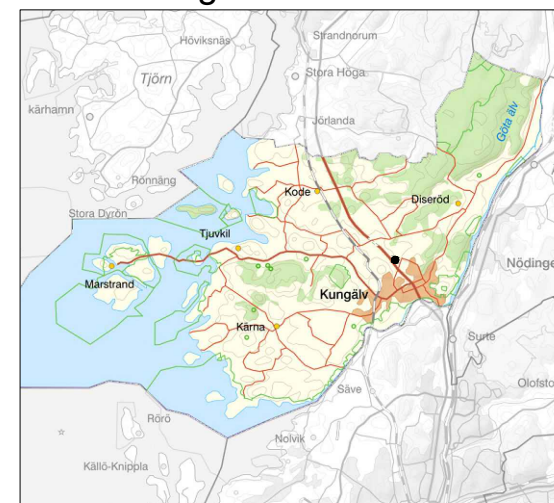 Höviksnäs
Strandnorum
Tjörn
Stora Höga
kärhamn
Jörlanda
Göta älv
Rönnäng
Kode
Diseröd
Stora Dyrön
Tjuvkil
Marstrand
Nödinge
Kungälv
Kärna
Surte
Säve
Olofsto
Rörö
Nolvik
Källö-Knippla